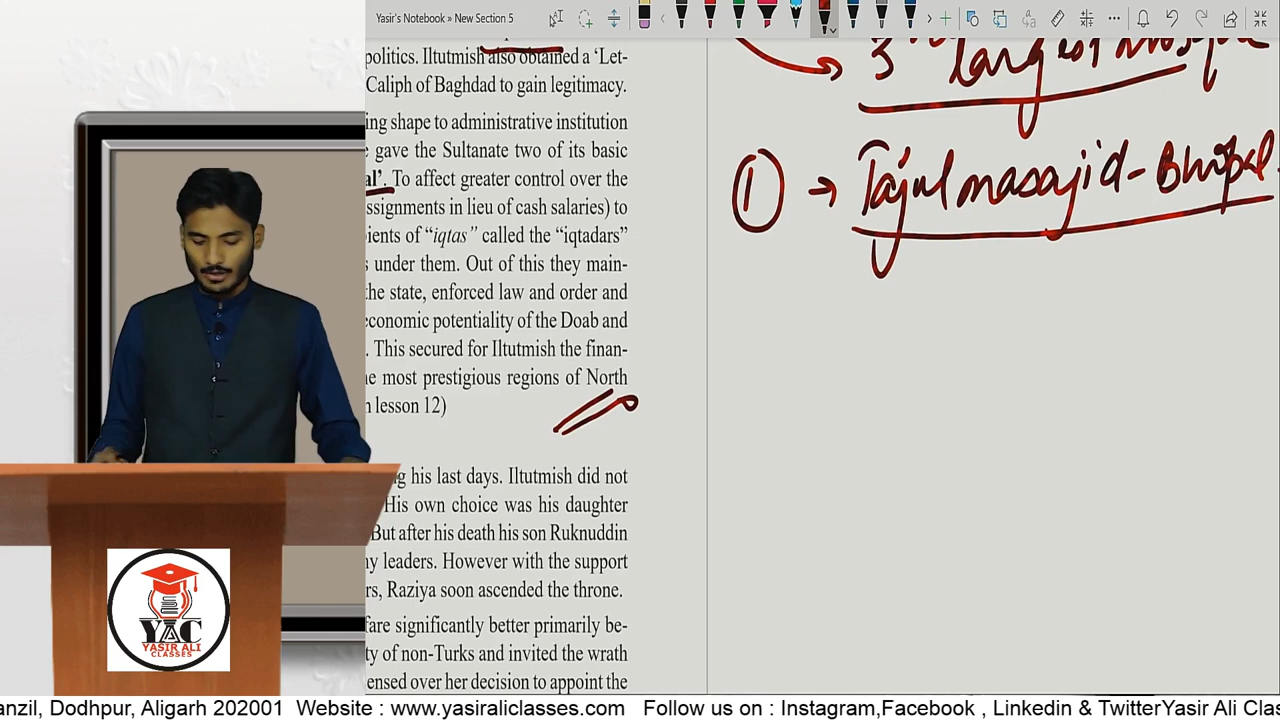 Yasir's Notebook » New Section 5
politics. Iltutmish also obtained a ‘Let-
Caliph of Baghdad to gain legitimacy.
ing shape to administrative institution
gave the Sultanate two of its basic
al’. To affect greater control over the
ssignments in lieu of cash salaries) to
pients of “iqtas” called the “iqtadars”
s under them. Out of this they main-
the state, enforced law and order and
economic potentiality of the Doab and
. This secured for Iltutmish the finan-
e most prestigious regions of North
n lesson 12)
ng his last days. Iltutmish did not
His own choice was his daughter
But after his death his son Ruknuddin
ny leaders. However with the support
rs, Raziya soon ascended the throne.
fare significantly better primarily be-
ty of non-Turks and invited the wrath
ensed over her decision to appoint the
3rd largest mosque
① → Tajul masajid - Bhopal
YAC
YASIR ALI
CLASSES
anzil, Dodhpur, Aligarh 202001 Website : www.yasiraliclasses.com Follow us on : Instagram,Facebook , Linkedin & TwitterYasir Ali Clas